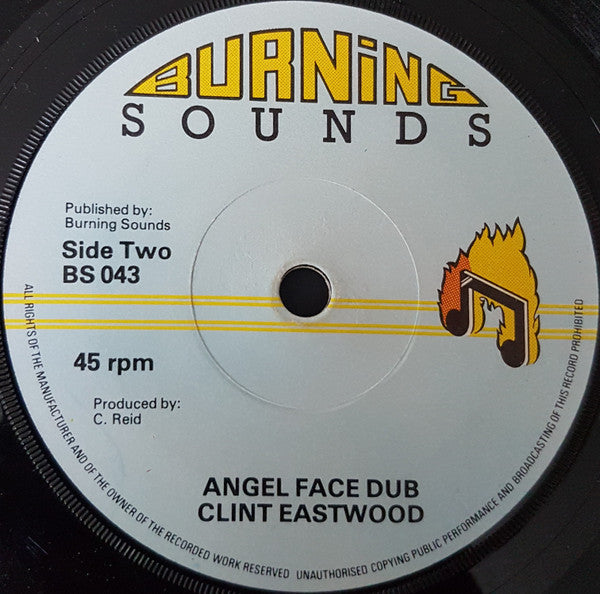 BURNiNG
SOUNDS
Published by:
Burning Sounds
Side Two
BS 043
45 rpm
Produced by:
C. Reid
ANGEL FACE DUB
CLINT EASTWOOD
ALL RIGHTS OF THE MANUFACTURER AND OF THE OWNER OF THE RECORDED WORK RESERVED UNAUTHORISED COPYING PUBLIC PERFORMANCE AND BROADCASTING OF THIS RECORD PROHIBITED